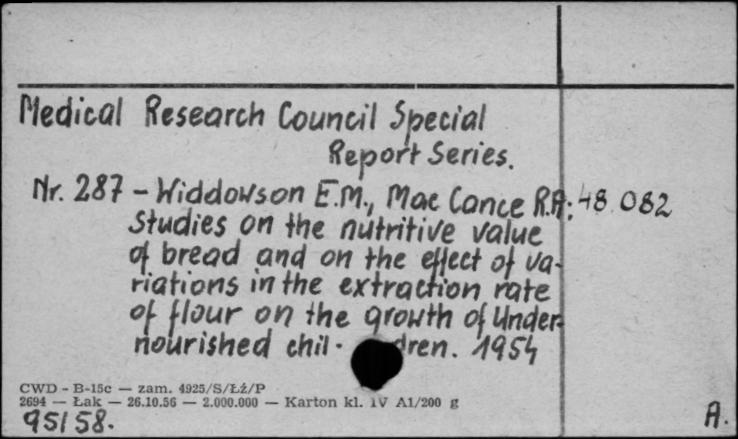 Medical Research Council Special
Report Series.
Nr. 287 - Widdowson E.M., Mac Cance R.A: 48 082
Studies on the nutritive value
of bread and on the effect of va-
riations in the extraction rate
of flour on the growth of Under-
nourished chil- dren. 1954
CWD - B-15c — zam. 4925/S/Łż/P
2694 — Łak — 26.10.56 — 2.000.000 — Karton kl. IV A1/200 g
95/58. A.